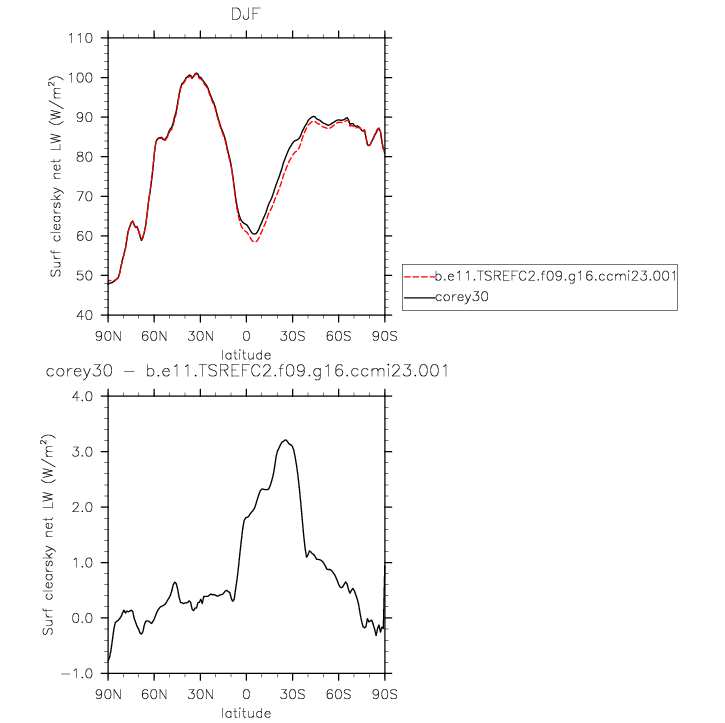 DJF
110
100
90
80
70
60
50
40
Surf clearsky net LW (W/m²)
90N 60N 30N 0 30S 60S 90S
latitude
b.e11.TSREFC2.f09.g16.ccmi23.001
corey30
corey30 − b.e11.TSREFC2.f09.g16.ccmi23.001
4.0
3.0
2.0
1.0
0.0
−1.0
Surf clearsky net LW (W/m²)
90N 60N 30N 0 30S 60S 90S
latitude